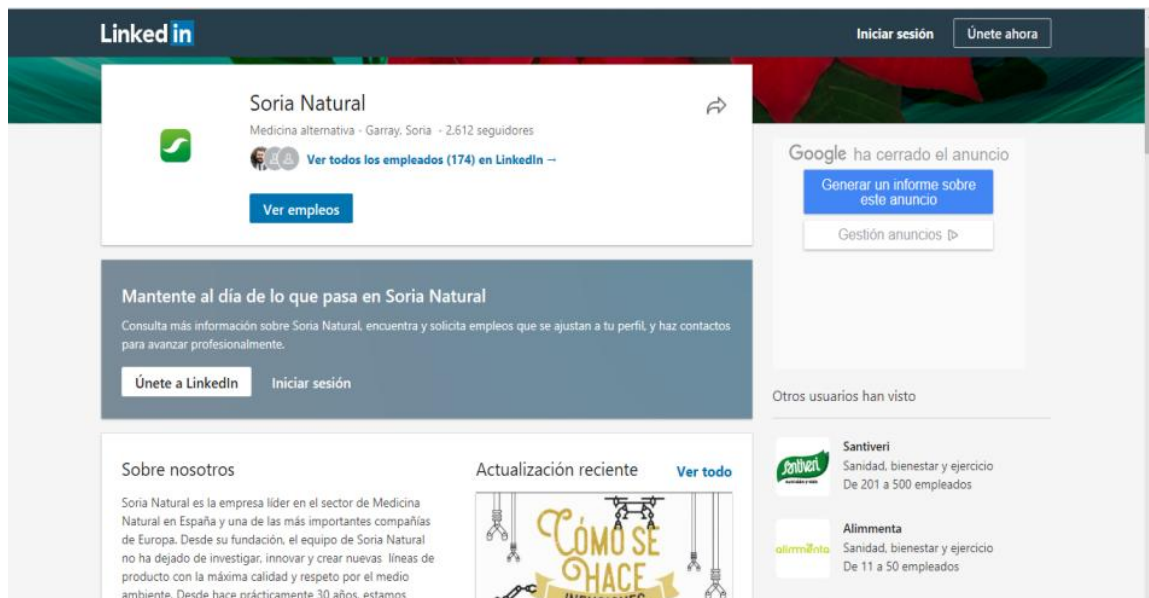 Linked in
Iniciar sesión
Únete ahora
Soria Natural
Medicina alternativa - Garray, Soria - 2.612 seguidores
Ver todos los empleados (174) en LinkedIn →
Ver empleos
Mantente al día de lo que pasa en Soria Natural
Consulta más información sobre Soria Natural, encuentra y solicita empleos que se ajustan a tu perfil, y haz contactos
para avanzar profesionalmente.
Únete a LinkedIn
Iniciar sesión
Sobre nosotros
Soria Natural es la empresa líder en el sector de Medicina
Natural en España y una de las más importantes compañías
de Europa. Desde su fundación, el equipo de Soria Natural
no ha dejado de investigar, innovar y crear nuevas líneas de
producto con la máxima calidad y respeto por el medio
ambiente. Desde hace prácticamente 30 años, estamos
Actualización reciente
Ver todo
CÓMO SE
HACE
INFUSIONES
Google ha cerrado el anuncio
Generar un informe sobre
este anuncio
Gestión anuncios
Otros usuarios han visto
Santiveri
Santiveri
Sanidad, bienestar y ejercicio
De 201 a 500 empleados
alimmenta
Alimmenta
Sanidad, bienestar y ejercicio
De 11 a 50 empleados